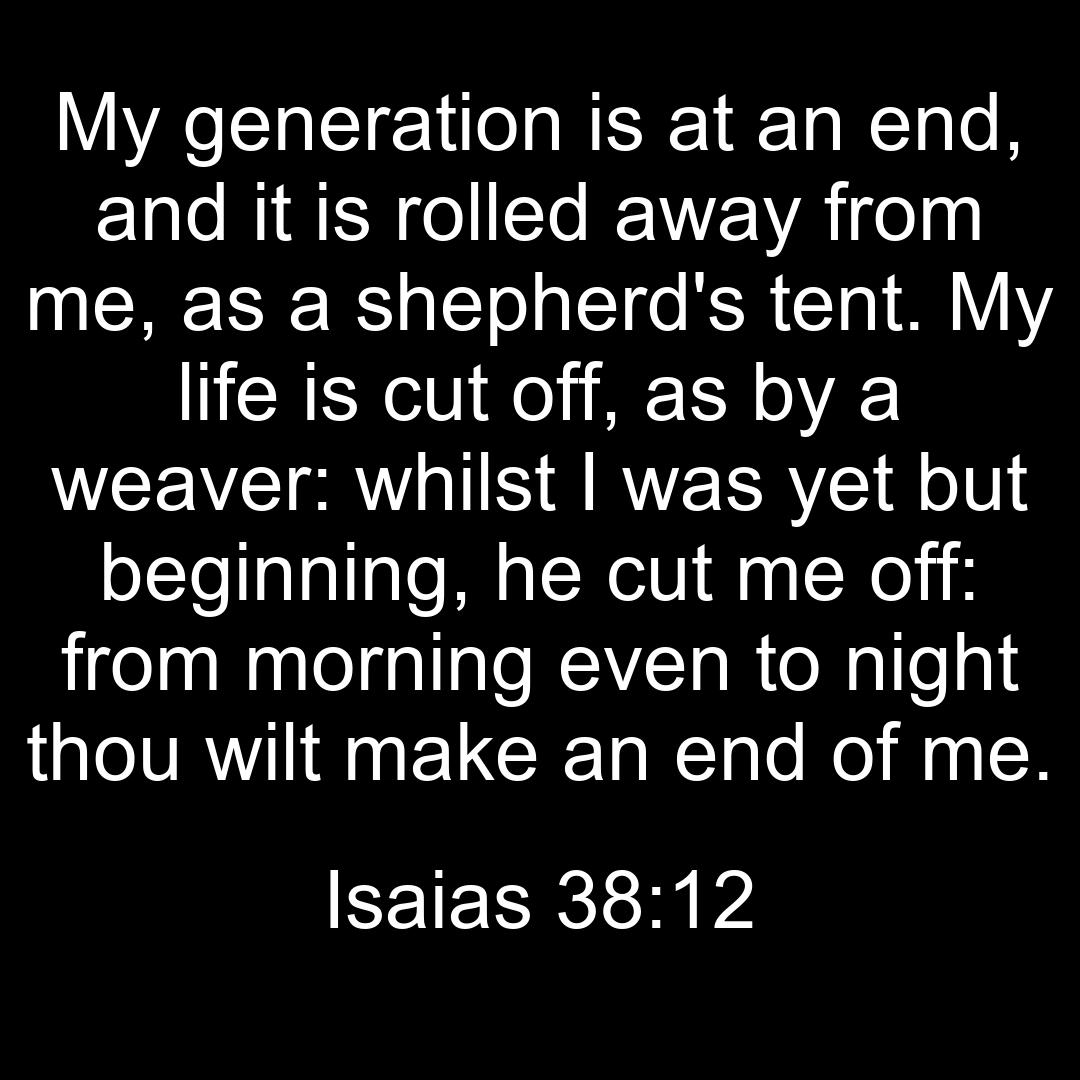 My generation is at an end,
and it is rolled away from
me, as a shepherd's tent. My
life is cut off, as by a
weaver: whilst I was yet but
beginning, he cut me off:
from morning even to night
thou wilt make an end of me.
Isaias 38:12